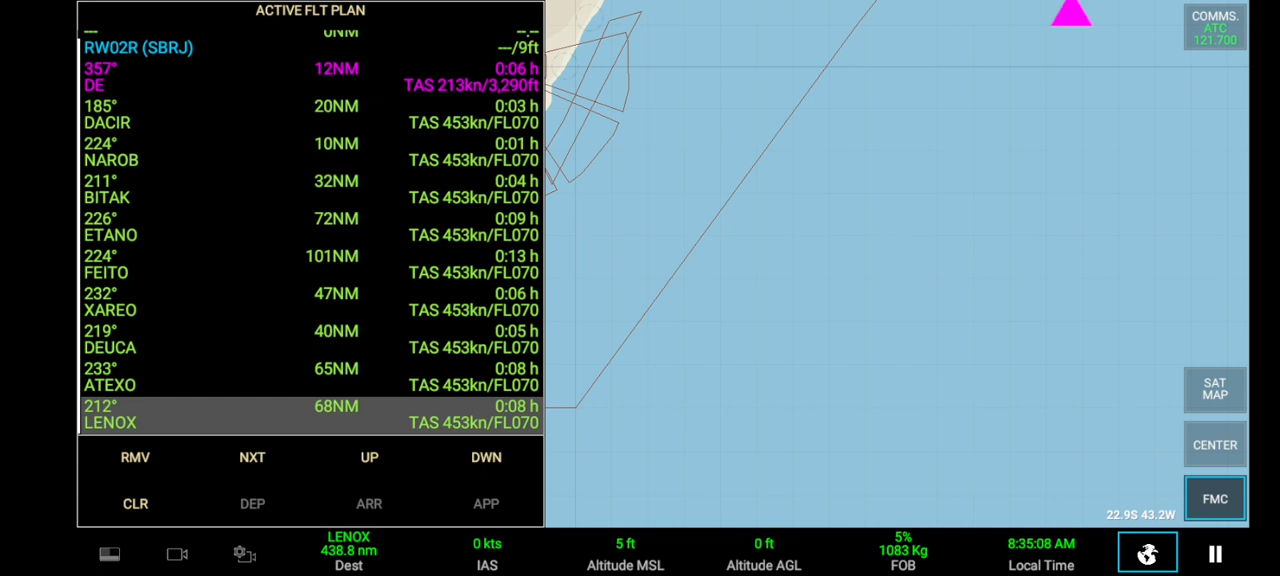 ACTIVE FLT PLAN
--- 0NM --.--
RW02R (SBRJ) ---/9ft
357° 12NM 0:06 h
DE TAS 213kn/3,290ft
185° 20NM 0:03 h
DACIR TAS 453kn/FL070
224° 10NM 0:01 h
NAROB TAS 453kn/FL070
211° 32NM 0:04 h
BITAK TAS 453kn/FL070
226° 72NM 0:09 h
ETANO TAS 453kn/FL070
224° 101NM 0:13 h
FEITO TAS 453kn/FL070
232° 47NM 0:06 h
XAREO TAS 453kn/FL070
219° 40NM 0:05 h
DEUCA TAS 453kn/FL070
233° 65NM 0:08 h
ATEXO TAS 453kn/FL070
212° 68NM 0:08 h
LENOX TAS 453kn/FL070
RMV NXT UP DWN
CLR DEP ARR APP
COMMS.
ATC
121.700
SAT
MAP
CENTER
FMC
22.9S 43.2W
LENOX
438.8 nm
Dest
0 kts
IAS
5 ft
Altitude MSL
0 ft
Altitude AGL
5%
1083 Kg
FOB
8:35:08 AM
Local Time